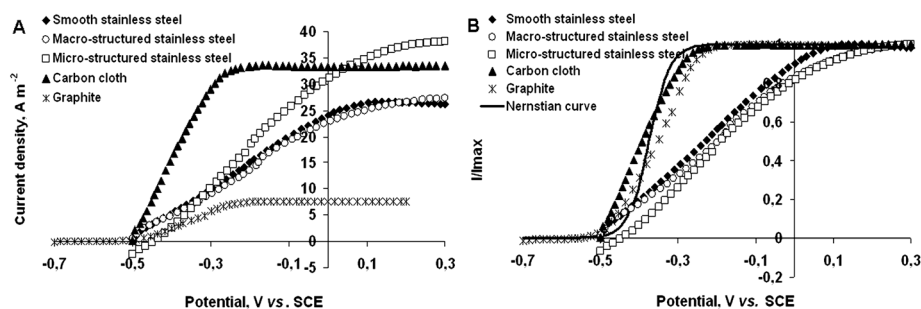 A
Smooth stainless steel
Macro-structured stainless steel
Micro-structured stainless steel
Carbon cloth
Graphite
Current density, A m⁻²
40
35
30
25
20
15
10
5
0
-5
-0,7 -0,5 -0,3 -0,1 0,1 0,3
Potential, V vs. SCE
B
Smooth stainless steel
Macro-structured stainless steel
Micro-structured stainless steel
Carbon cloth
Graphite
Nernstian curve
I/Imax
0,6
0,4
0,2
0
-0,2
-0,7 -0,5 -0,3 -0,1 0,1 0,3
Potential, V vs. SCE